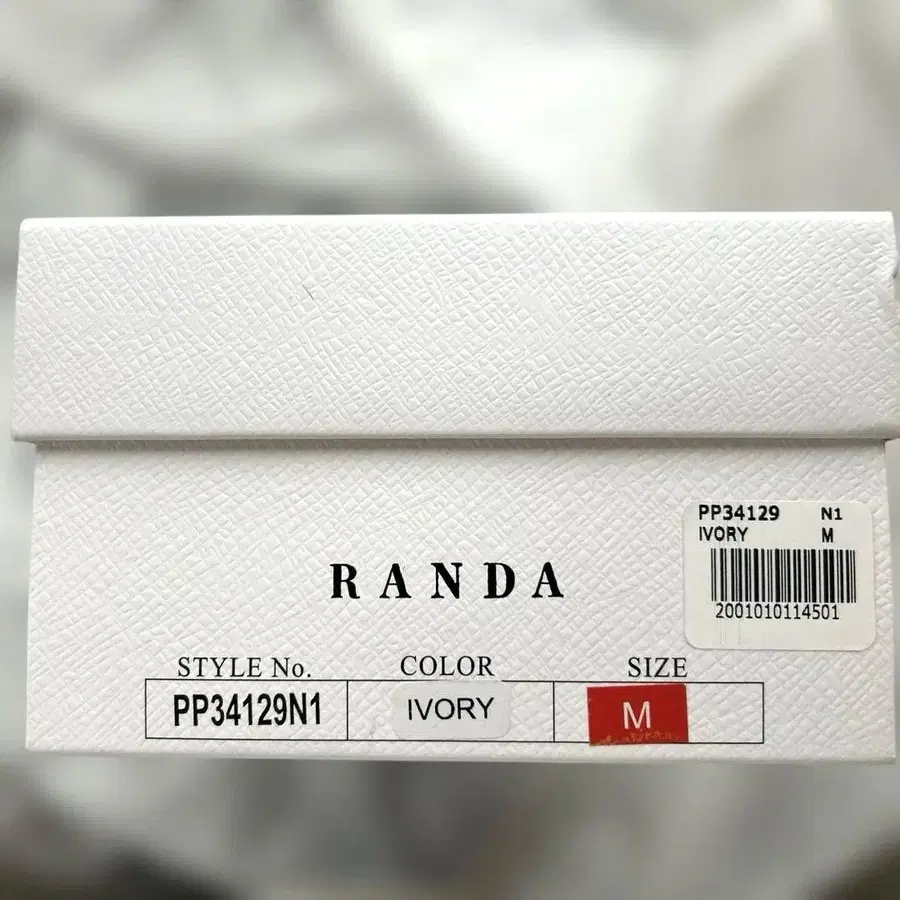 PP34129 N1
IVORY M
2001010114501
RANDA
STYLE No. COLOR SIZE
PP34129N1 IVORY M